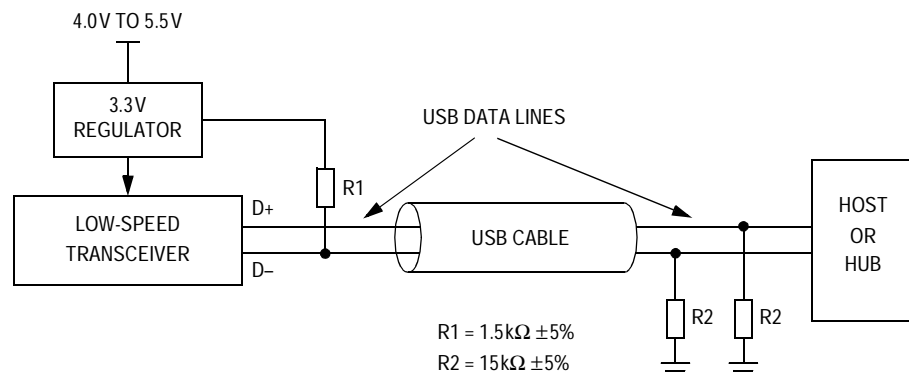 4.0V TO 5.5V
3.3V
REGULATOR
USB DATA LINES
R1
D+
LOW-SPEED
TRANSCEIVER
D–
USB CABLE
HOST
OR
HUB
R2
R2
R1 = 1.5kΩ ±5%
R2 = 15kΩ ±5%